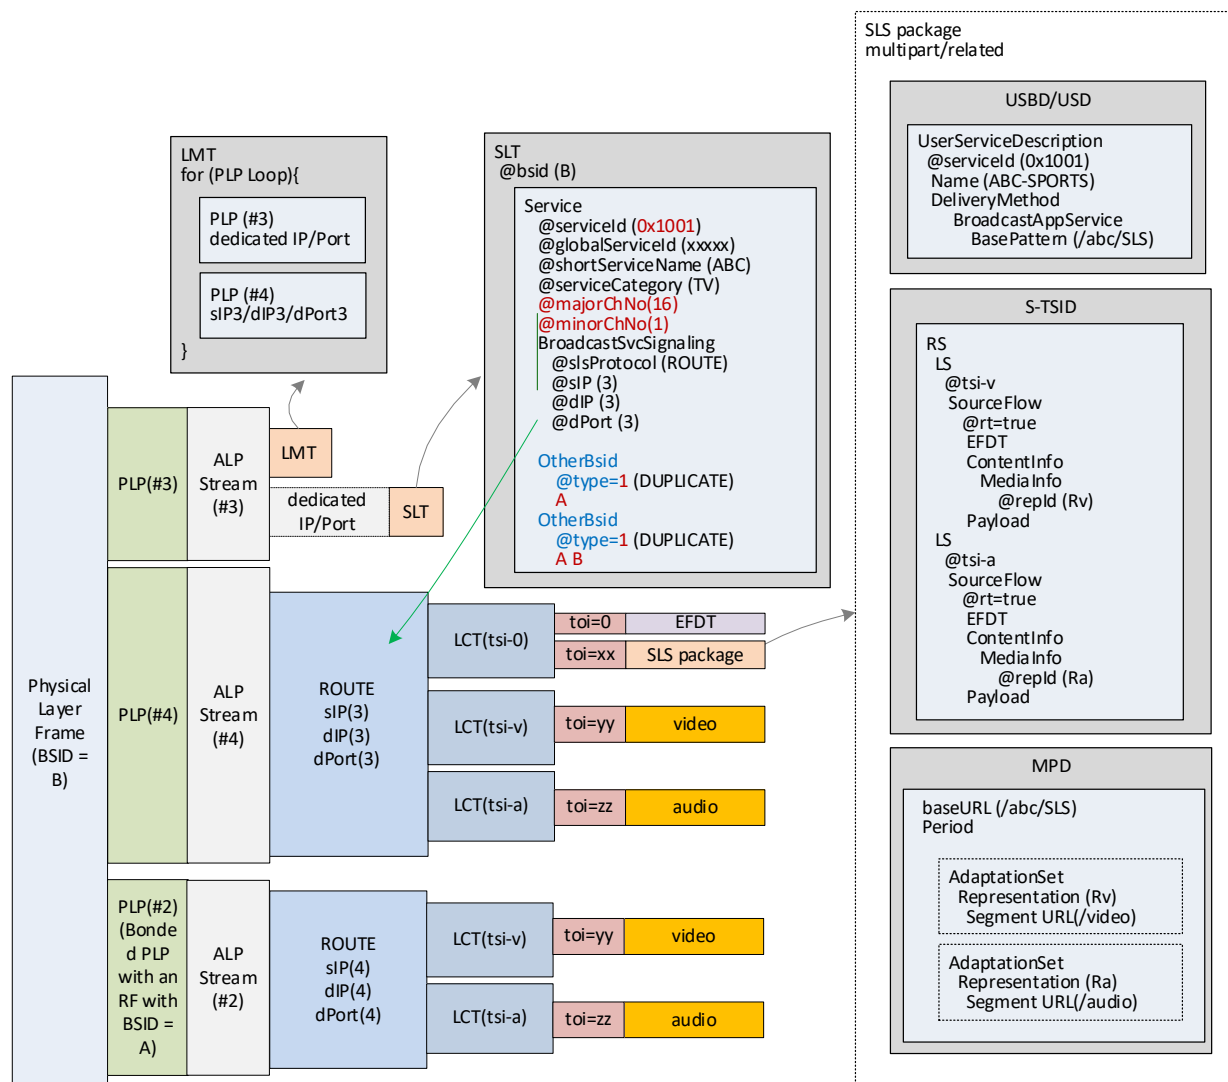 SLS package
multipart/related
USBD/USD
UserServiceDescription
@serviceId (0x1001)
Name (ABC-SPORTS)
DeliveryMethod
BroadcastAppService
BasePattern (/abc/SLS)
S-TSID
RS
LS
@tsi-v
SourceFlow
@rt=true
EFDT
ContentInfo
MediaInfo
@repId (Rv)
Payload
LS
@tsi-a
SourceFlow
@rt=true
EFDT
ContentInfo
MediaInfo
@repId (Ra)
Payload
MPD
baseURL (/abc/SLS)
Period
AdaptationSet
Representation (Rv)
Segment URL(/video)
AdaptationSet
Representation (Ra)
Segment URL(/audio)
LMT
for (PLP Loop){
PLP (#3)
dedicated IP/Port
PLP (#4)
sIP3/dIP3/dPort3
}
SLT
@bsid (B)
Service
@serviceId (0x1001)
@globalServiceId (xxxxx)
@shortServiceName (ABC)
@serviceCategory (TV)
@majorChNo(16)
@minorChNo(1)
BroadcastSvcSignaling
@slsProtocol (ROUTE)
@sIP (3)
@dIP (3)
@dPort (3)
OtherBsid
@type=1 (DUPLICATE)
A
OtherBsid
@type=1 (DUPLICATE)
A B
Physical
Layer
Frame
(BSID =
B)
PLP(#3)
ALP
Stream
(#3)
LMT
dedicated
IP/Port
SLT
PLP(#4)
ALP
Stream
(#4)
ROUTE
sIP(3)
dIP(3)
dPort(3)
LCT(tsi-0)
toi=0
EFDT
toi=xx
SLS package
LCT(tsi-v)
toi=yy
video
LCT(tsi-a)
toi=zz
audio
PLP(#2)
(Bonde
d PLP
with an
RF with
BSID =
A)
ALP
Stream
(#2)
ROUTE
sIP(4)
dIP(4)
dPort(4)
LCT(tsi-v)
toi=yy
video
LCT(tsi-a)
toi=zz
audio